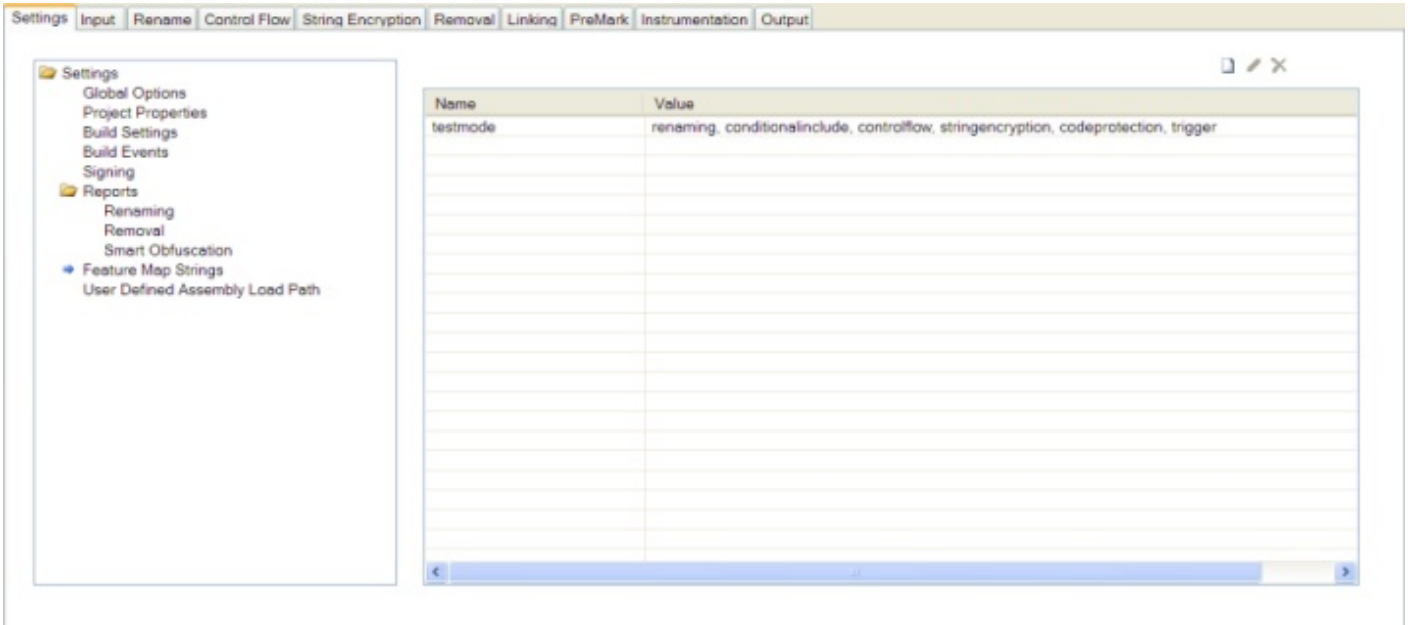 Settings Input Rename Control Flow String Encryption Removal Linking PreMark Instrumentation Output
Settings
Global Options
Project Properties
Build Settings
Build Events
Signing
Reports
Renaming
Removal
Smart Obfuscation
Feature Map Strings
User Defined Assembly Load Path
Name Value
testmode renaming, conditionalinclude, controlflow, stringencryption, codeprotection, trigger